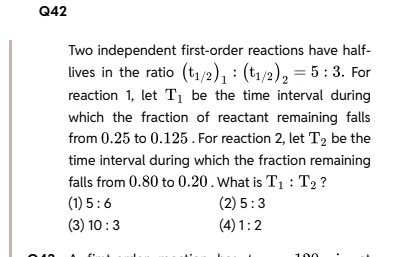 Q42
Two independent first-order reactions have half-
lives in the ratio (t₁/₂)₁ : (t₁/₂)₂ = 5 : 3. For
reaction 1, let T₁ be the time interval during
which the fraction of reactant remaining falls
from 0.25 to 0.125 . For reaction 2, let T₂ be the
time interval during which the fraction remaining
falls from 0.80 to 0.20 . What is T₁ : T₂ ?
(1) 5 : 6 (2) 5 : 3
(3) 10 : 3 (4) 1 : 2